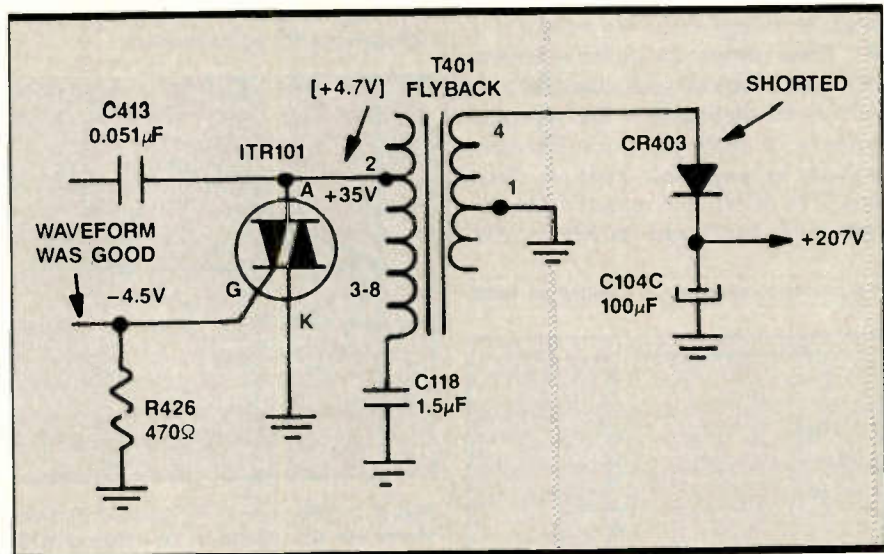 T401
FLYBACK
[+4.7V]
SHORTED
C413
0.051μF
ITR101
4
CR403
2
A
+35V
1
WAVEFORM
WAS GOOD
+207V
-4.5V
G
3-8
C104C
100μF
K
C118
1.5μF
R426
470Ω